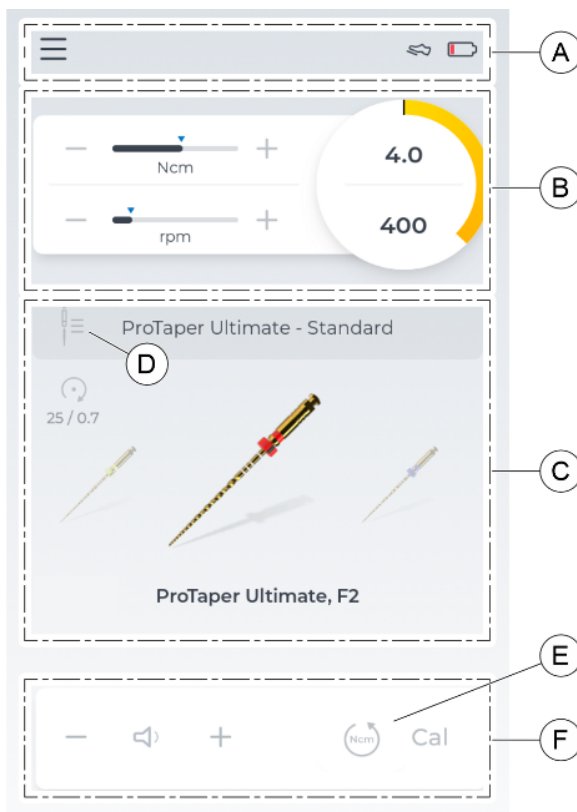 A
Ncm
4.0
B
rpm
400
ProTaper Ultimate - Standard
D
25 / 0.7
C
ProTaper Ultimate, F2
E
Ncm
Cal
F